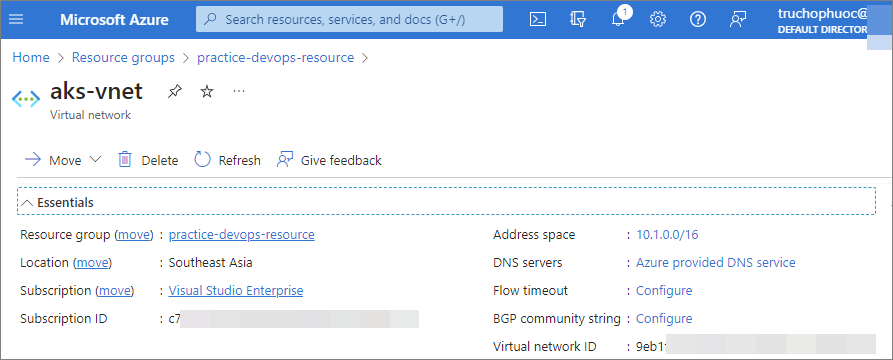 Microsoft Azure
Search resources, services, and docs (G+/)
1
truchophuoc@
DEFAULT DIRECTOR
Home > Resource groups > practice-devops-resource >
aks-vnet
...
Virtual network
Move
Delete
Refresh
Give feedback
Essentials
Resource group (move) : practice-devops-resource
Location (move) : Southeast Asia
Subscription (move) : Visual Studio Enterprise
Subscription ID : c7
Address space : 10.1.0.0/16
DNS servers : Azure provided DNS service
Flow timeout : Configure
BGP community string : Configure
Virtual network ID : 9eb1